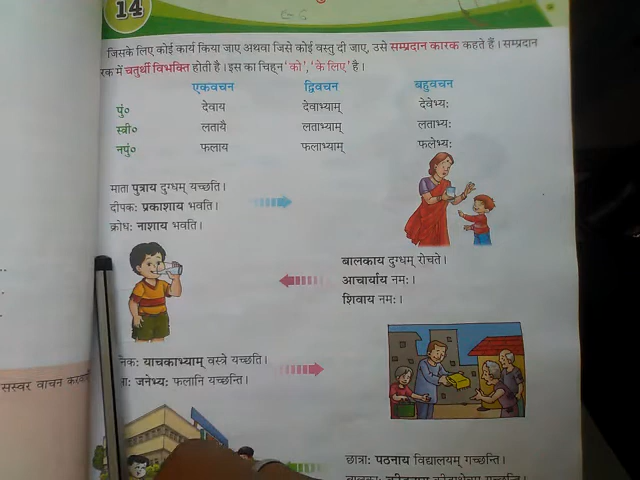 14
जिसके लिए कोई कार्य किया जाए अथवा जिसे कोई वस्तु दी जाए, उसे सम्प्रदान कारक कहते हैं। सम्प्रदान
रक में चतुर्थी विभक्ति होती है। इस का चिह्न 'को', 'के लिए' है।
एकवचन द्विवचन बहुवचन
पुं० देवाय देवाभ्याम् देवेभ्यः
स्त्री० लतायै लताभ्याम् लताभ्यः
नपुं० फलाय फलाभ्याम् फलेभ्यः
माता पुत्राय दुग्धम् यच्छति।
दीपकः प्रकाशाय भवति।
क्रोधः नाशाय भवति।
बालकाय दुग्धम् रोचते।
आचार्याय नमः।
शिवाय नमः।
याचकाभ्याम् वस्त्रे यच्छति।
जनेभ्यः फलानि यच्छन्ति।
सस्वर वाचन
छात्राः पठनाय विद्यालयम् गच्छन्ति।